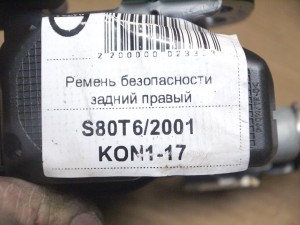 Ремень безопасности
задний правый
S80T6/2001
KON1-17